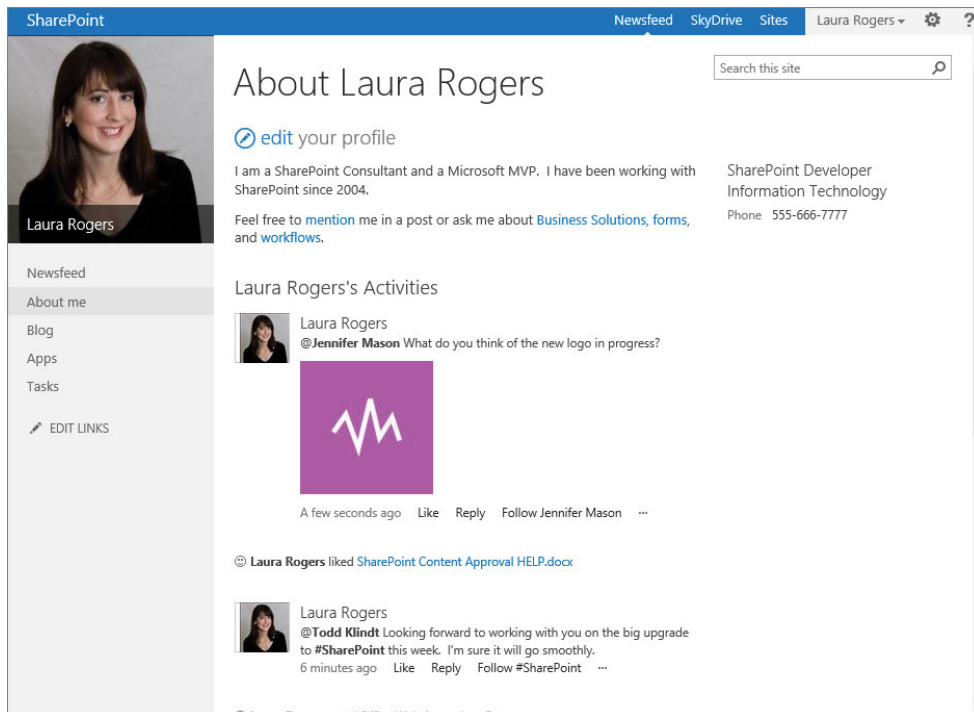 SharePoint
Newsfeed SkyDrive Sites Laura Rogers ?
Laura Rogers
Newsfeed
About me
Blog
Apps
Tasks
EDIT LINKS
About Laura Rogers
Search this site
edit your profile
I am a SharePoint Consultant and a Microsoft MVP. I have been working with
SharePoint since 2004.
Feel free to mention me in a post or ask me about Business Solutions, forms,
and workflows.
SharePoint Developer
Information Technology
Phone 555-666-7777
Laura Rogers's Activities
Laura Rogers
@Jennifer Mason What do you think of the new logo in progress?
A few seconds ago Like Reply Follow Jennifer Mason ...
Laura Rogers liked SharePoint Content Approval HELP.docx
Laura Rogers
@Todd Klindt Looking forward to working with you on the big upgrade
to #SharePoint this week. I'm sure it will go smoothly.
6 minutes ago Like Reply Follow #SharePoint ...